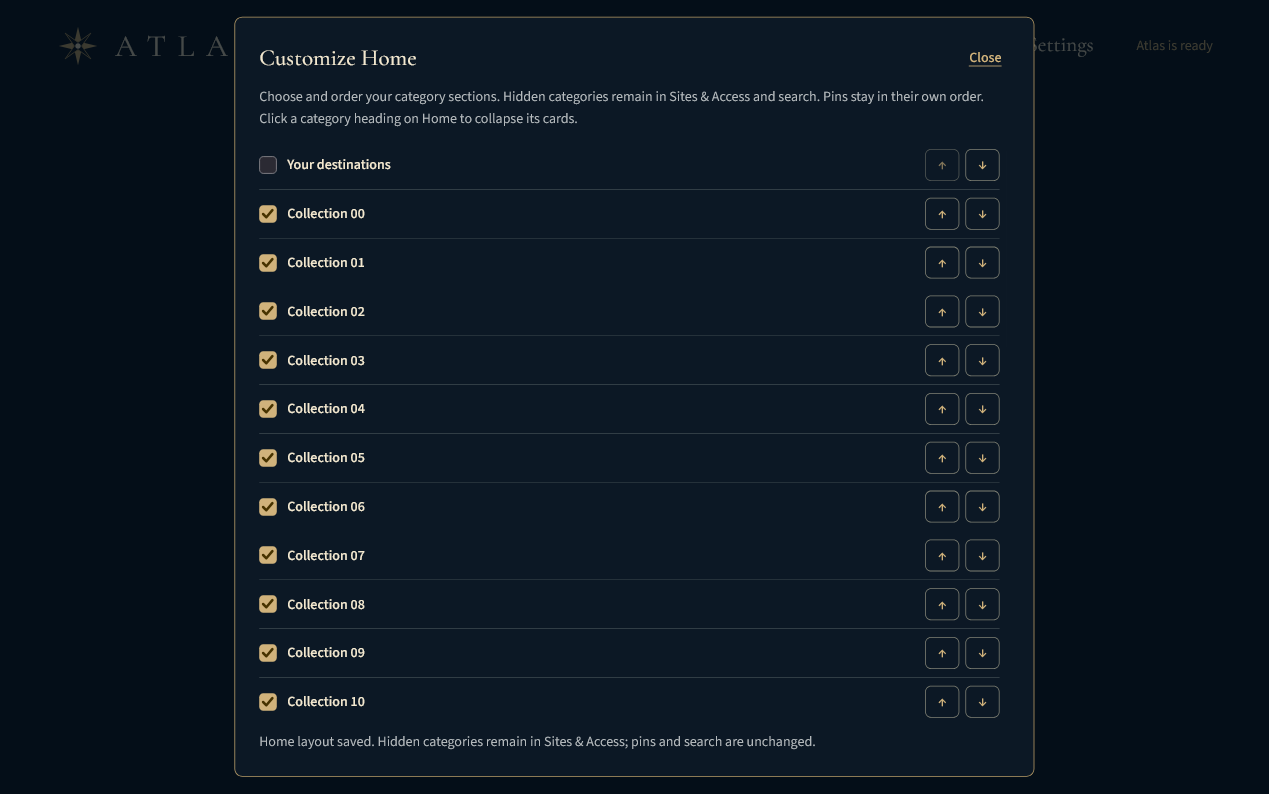 ATLA
Settings
Atlas is ready
Customize Home
Close
Choose and order your category sections. Hidden categories remain in Sites & Access and search. Pins stay in their own order.
Click a category heading on Home to collapse its cards.
Your destinations
↑ ↓
Collection 00
↑ ↓
Collection 01
↑ ↓
Collection 02
↑ ↓
Collection 03
↑ ↓
Collection 04
↑ ↓
Collection 05
↑ ↓
Collection 06
↑ ↓
Collection 07
↑ ↓
Collection 08
↑ ↓
Collection 09
↑ ↓
Collection 10
↑ ↓
Home layout saved. Hidden categories remain in Sites & Access; pins and search are unchanged.